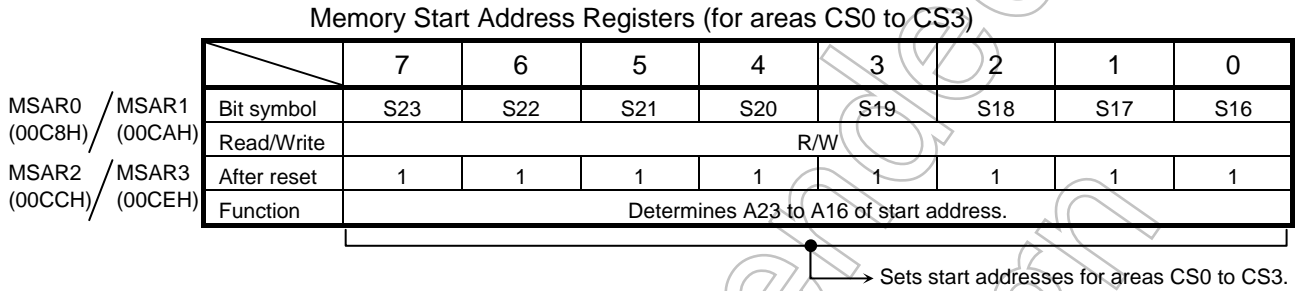 Memory Start Address Registers (for areas CS0 to CS3)
7 6 5 4 3 2 1 0
MSAR0 / MSAR1 Bit symbol S23 S22 S21 S20 S19 S18 S17 S16
(00C8H) (00CAH) Read/Write R/W
MSAR2 / MSAR3 After reset 1 1 1 1 1 1 1 1
(00CCH) (00CEH) Function Determines A23 to A16 of start address.
Sets start addresses for areas CS0 to CS3.